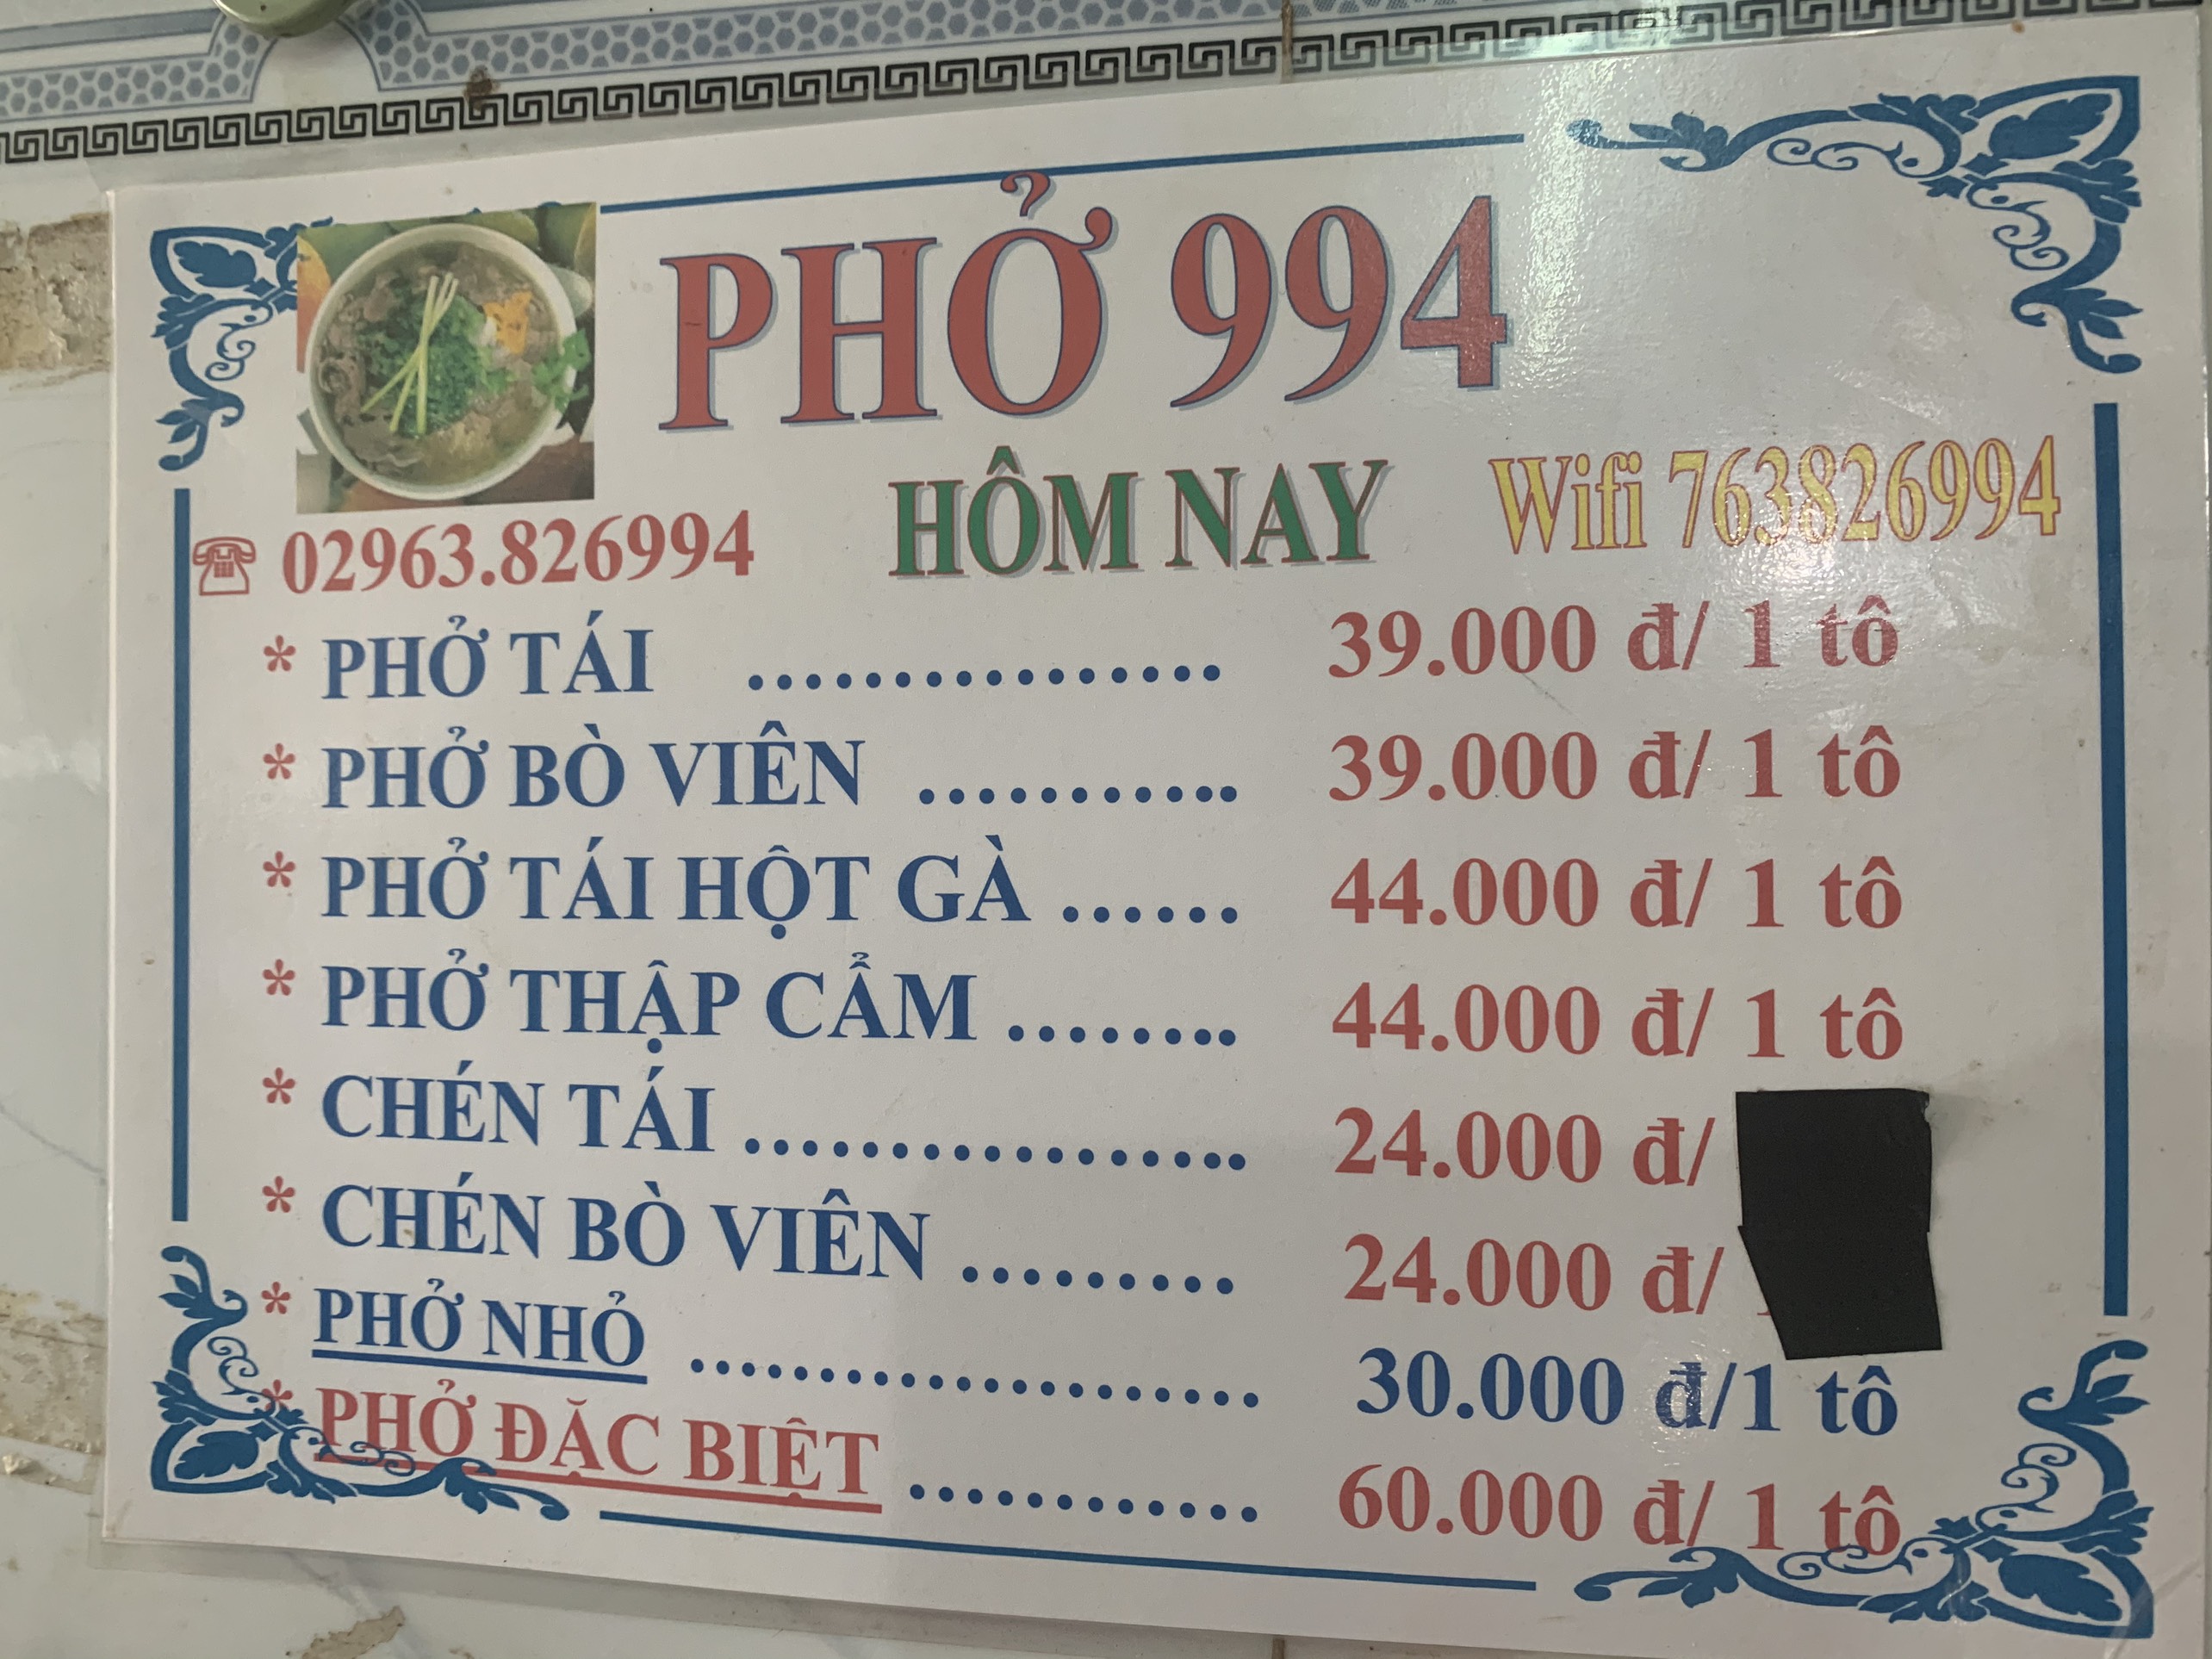 PHỞ 994
HÔM NAY
Wifi 763826994
☎ 02963.826994
* PHỞ TÁI ................ 39.000 đ/ 1 tô
* PHỞ BÒ VIÊN ........... 39.000 đ/ 1 tô
* PHỞ TÁI HỘT GÀ ...... 44.000 đ/ 1 tô
* PHỞ THẬP CẨM ........ 44.000 đ/ 1 tô
* CHÉN TÁI ................. 24.000 đ/
* CHÉN BÒ VIÊN ......... 24.000 đ/
* PHỞ NHỎ .................... 30.000 đ/1 tô
* PHỞ ĐẶC BIỆT ............ 60.000 đ/ 1 tô